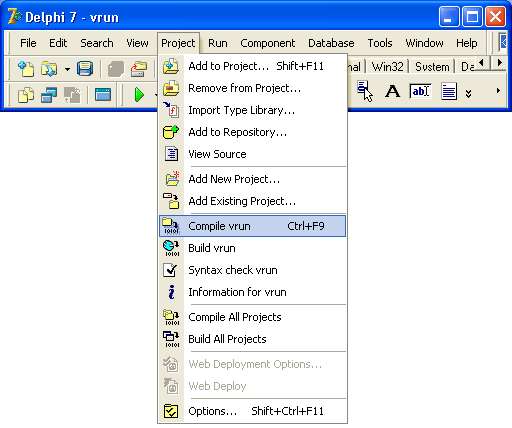 Delphi 7 - vrun
File Edit Search View Project Run Component Database Tools Window Help
Win32 System
Add to Project... Shift+F11
Remove from Project...
Import Type Library...
Add to Repository...
View Source
Add New Project...
Add Existing Project...
Compile vrun Ctrl+F9
Build vrun
Syntax check vrun
Information for vrun
Compile All Projects
Build All Projects
Web Deployment Options...
Web Deploy
Options... Shift+Ctrl+F11